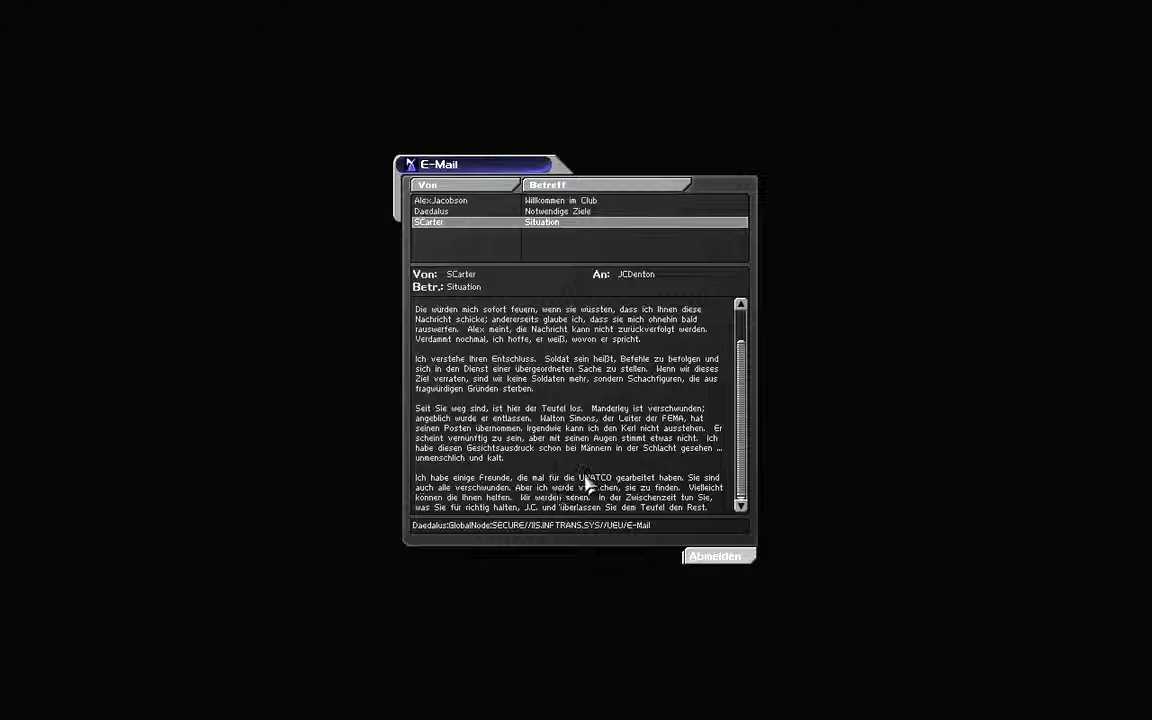 E-Mail
Von Betreff
AlexJacobson Willkommen im Club
Daedalus Notwendige Ziele
SCarter Situation
Von: SCarter An: JCDenton
Betr.: Situation
Die würden mich sofort feuern, wenn sie wüssten, dass ich Ihnen diese
Nachricht schicke; andererseits glaube ich, dass sie mich ohnehin bald
rauswerfen. Alex meint, die Nachricht kann nicht zurückverfolgt werden.
Verdammt nochmal, ich hoffe, er weiß, wovon er spricht.
Ich verstehe Ihren Entschluss. Soldat sein heißt, Befehle zu befolgen und
sich in den Dienst einer übergeordneten Sache zu stellen. Wenn wir dieses
Ziel verraten, sind wir keine Soldaten mehr, sondern Schachfiguren, die aus
fragwürdigen Gründen sterben.
Seit Sie weg sind, ist hier der Teufel los. Manderley ist verschwunden;
angeblich wurde er entlassen. Walton Simons, der Leiter der FEMA, hat
seinen Posten übernommen. Irgendwie kann ich den Kerl nicht ausstehen. Er
scheint vernünftig zu sein, aber mit seinen Augen stimmt etwas nicht. Ich
habe diesen Gesichtsausdruck schon bei Männern in der Schlacht gesehen ...
unmenschlich und kalt.
Ich habe einige Freunde, die mal für die UNATCO gearbeitet haben. Sie sind
auch alle verschwunden. Aber ich werde sie zu finden. Vielleicht
können die Ihnen helfen. Wir werden sehen. In der Zwischenzeit tun Sie,
was Sie für richtig halten, J.C. und überlassen Sie dem Teufel den Rest.
Daedalus:GlobalNode:SECURE//IIS.INFTRANS.SYS//UEU/E-Mail
Abmelden